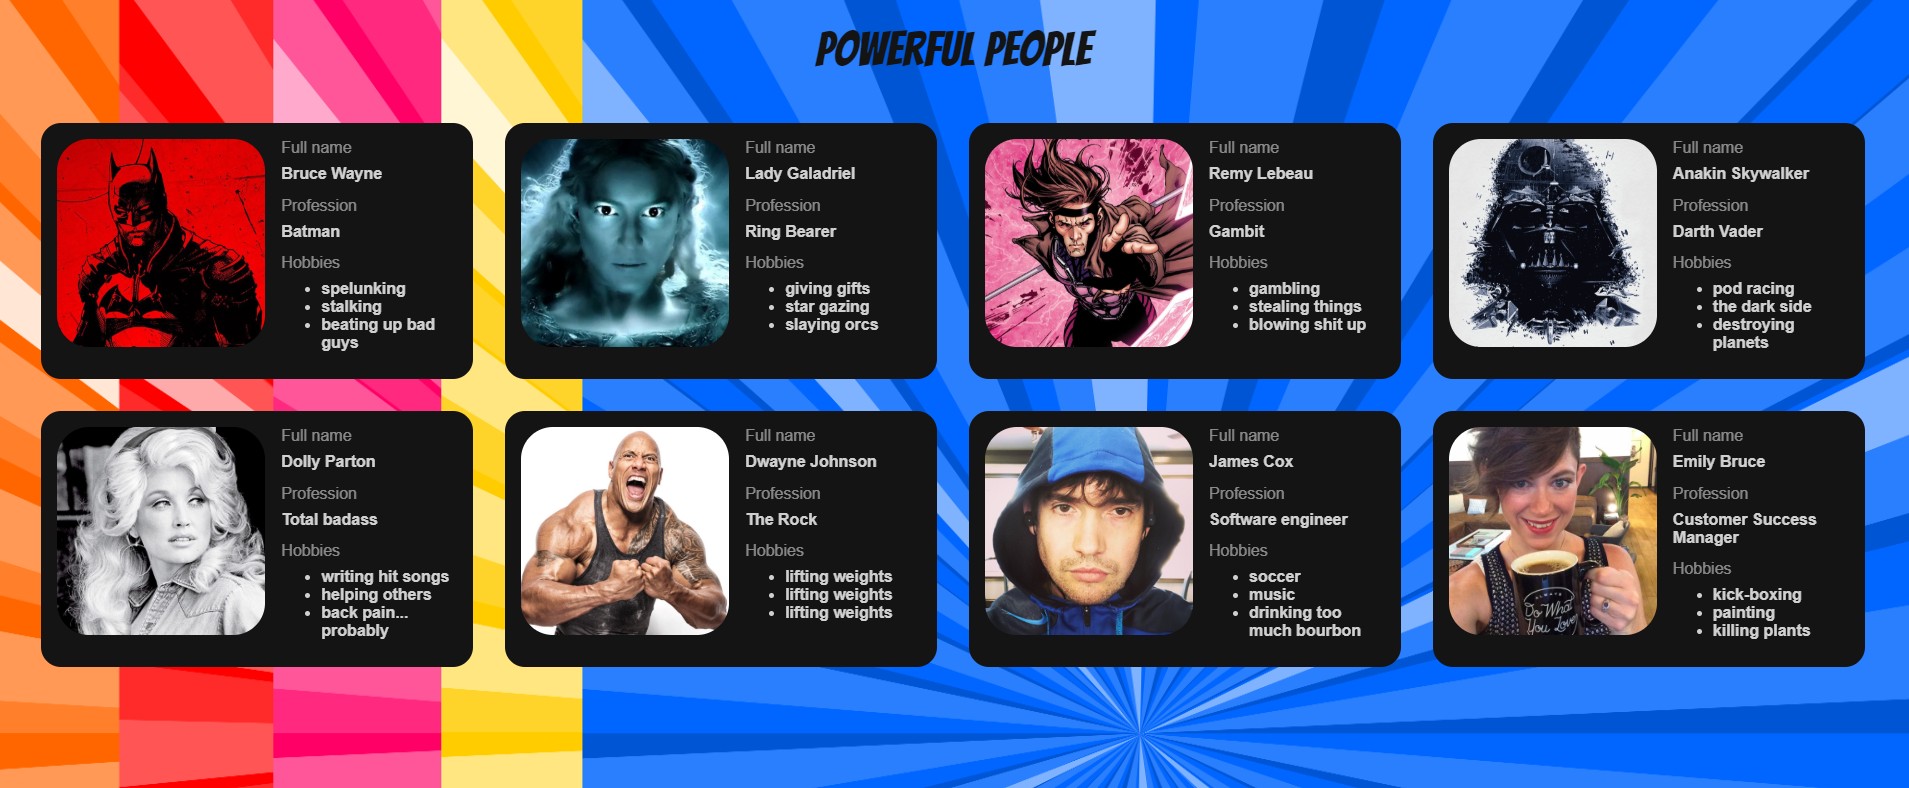 POWERFUL PEOPLE
Full name
Bruce Wayne
Profession
Batman
Hobbies
spelunking
stalking
beating up bad
guys
Full name
Lady Galadriel
Profession
Ring Bearer
Hobbies
giving gifts
star gazing
slaying orcs
Full name
Remy Lebeau
Profession
Gambit
Hobbies
gambling
stealing things
blowing shit up
Full name
Anakin Skywalker
Profession
Darth Vader
Hobbies
pod racing
the dark side
destroying
planets
Full name
Dolly Parton
Profession
Total badass
Hobbies
writing hit songs
helping others
back pain...
probably
Full name
Dwayne Johnson
Profession
The Rock
Hobbies
lifting weights
lifting weights
lifting weights
Full name
James Cox
Profession
Software engineer
Hobbies
soccer
music
drinking too
much bourbon
ALWAYS
Do What
You Love
Full name
Emily Bruce
Profession
Customer Success
Manager
Hobbies
kick-boxing
painting
killing plants